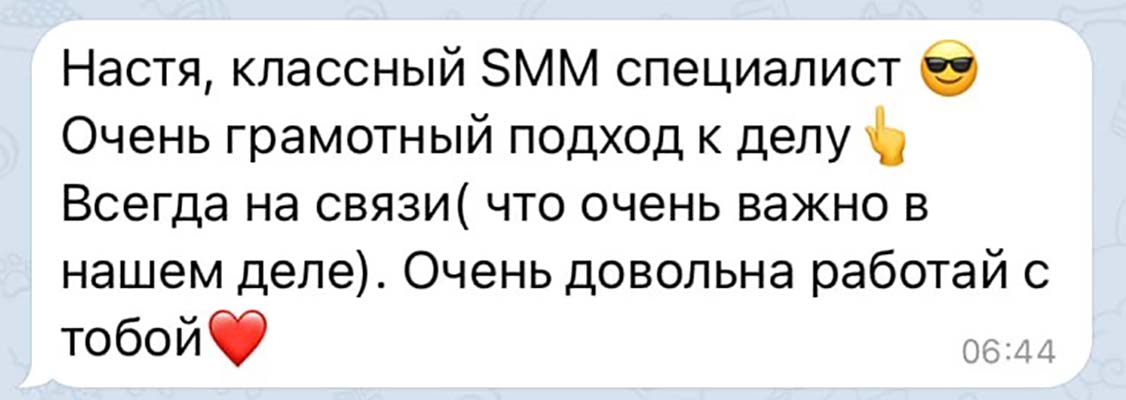 Настя, классный SMM специалист 😎
Очень грамотный подход к делу 👆
Всегда на связи( что очень важно в
нашем деле). Очень довольна работай с
тобой❤️
06:44